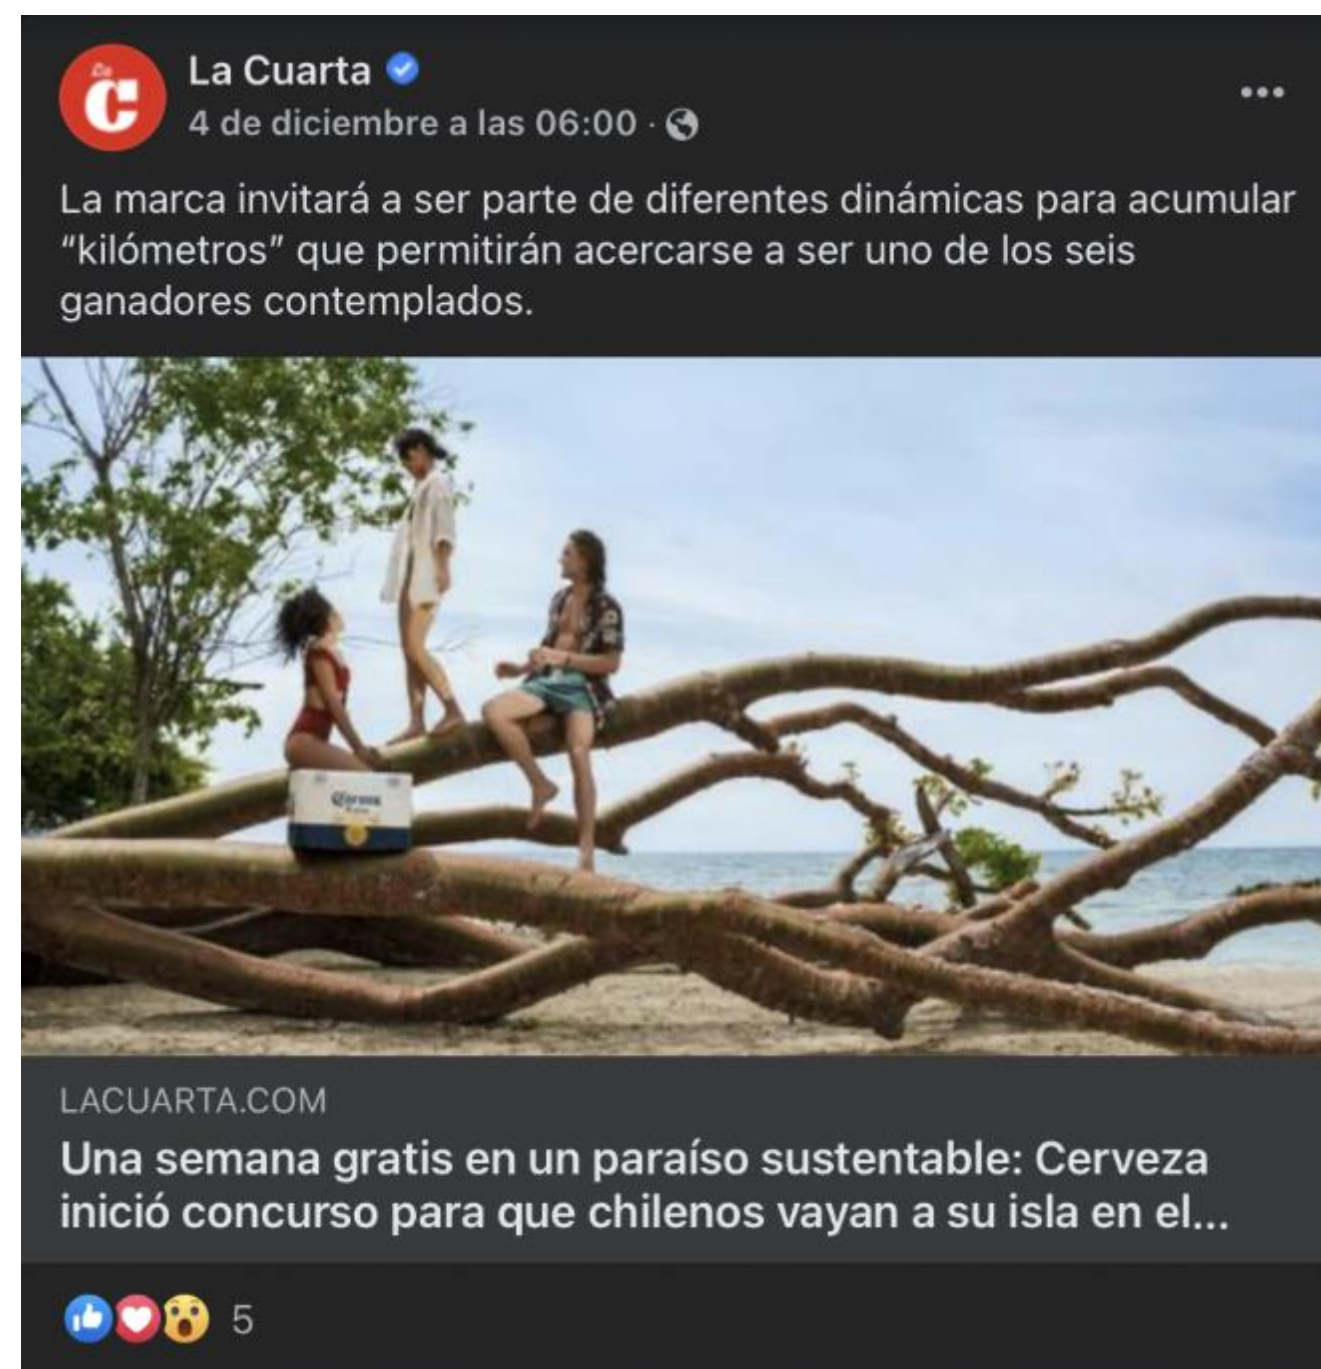 La C
La Cuarta
4 de diciembre a las 06:00 ·
La marca invitará a ser parte de diferentes dinámicas para acumular
“kilómetros” que permitirán acercarse a ser uno de los seis
ganadores contemplados.
Corona
LACUARTA.COM
Una semana gratis en un paraíso sustentable: Cerveza
inició concurso para que chilenos vayan a su isla en el...
5